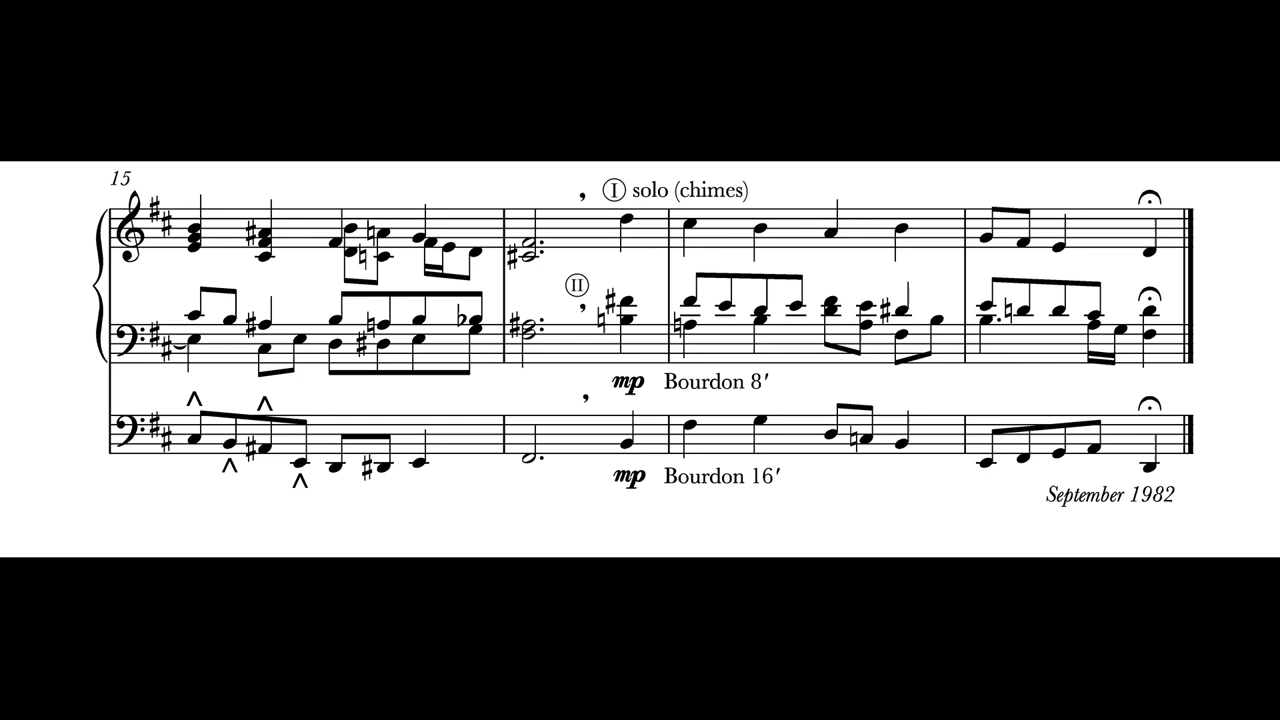 15
I solo (chimes)
II
mp Bourdon 8′
mp Bourdon 16′
September 1982